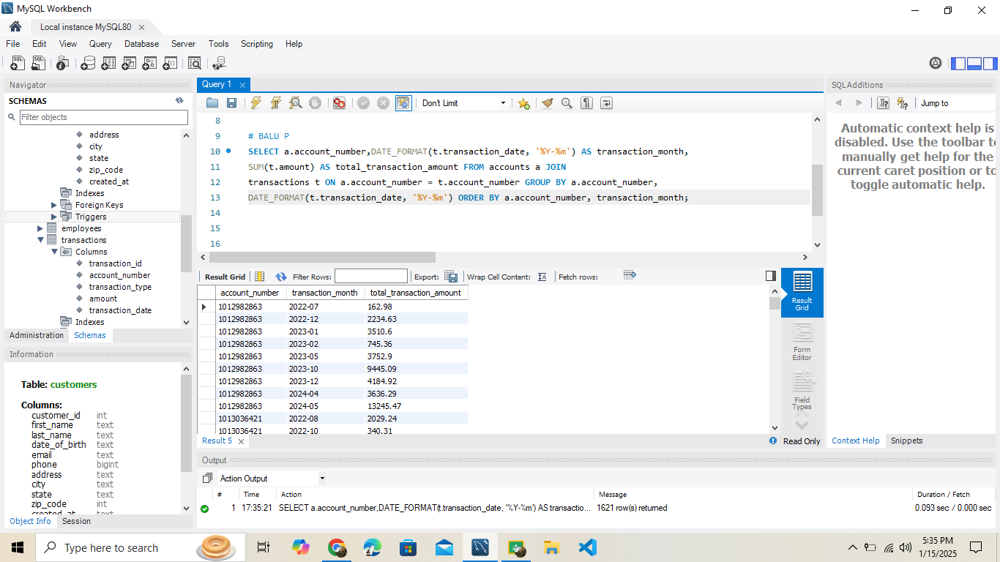 MySQL Workbench
Local instance MySQL80
File Edit View Query Database Server Tools Scripting Help
Navigator
SCHEMAS
Filter objects
address
city
state
zip_code
created_at
Indexes
Foreign Keys
Triggers
employees
transactions
Columns
transaction_id
account_number
transaction_type
amount
transaction_date
Indexes
Administration Schemas
Information
Table: customers
Columns:
customer_id int
first_name text
last_name text
date_of_birth text
email text
phone bigint
address text
city text
state text
zip_code int
created_at text
Object Info Session
Query 1
Don't Limit
8
9 # BALU P
10 SELECT a.account_number,DATE_FORMAT(t.transaction_date, '%Y-%m') AS transaction_month,
11 SUM(t.amount) AS total_transaction_amount FROM accounts a JOIN
12 transactions t ON a.account_number = t.account_number GROUP BY a.account_number,
13 DATE_FORMAT(t.transaction_date, '%Y-%m') ORDER BY a.account_number, transaction_month;
14
15
16
Result Grid Filter Rows: Export: Wrap Cell Content: Fetch rows:
account_number transaction_month total_transaction_amount
1012982863 2022-07 162.98
1012982863 2022-12 2234.63
1012982863 2023-01 3510.6
1012982863 2023-02 745.36
1012982863 2023-05 3752.9
1012982863 2023-10 9445.09
1012982863 2023-12 4184.92
1012982863 2024-04 3636.29
1012982863 2024-05 13245.47
1013036421 2022-08 2029.24
1013036421 2022-10 340.31
Result Grid
Form Editor
Field Types
Result 5 Read Only
Output
Action Output
# Time Action Message Duration / Fetch
1 17:35:21 SELECT a.account_number,DATE_FORMAT(t.transaction_date, '%Y-%m') AS transactio... 1621 row(s) returned 0.093 sec / 0.000 sec
SQLAdditions
Jump to
Automatic context help is
disabled. Use the toolbar to
manually get help for the
current caret position or to
toggle automatic help.
Context Help Snippets
Type here to search
5:35 PM
1/15/2025